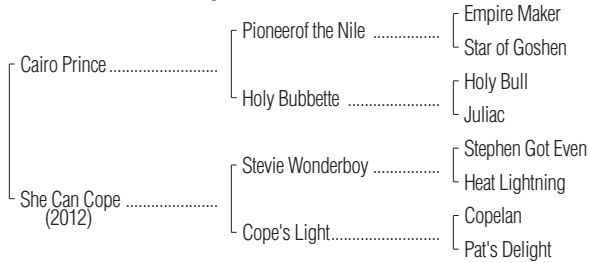 Empire Maker
Pioneerof the Nile ................
Star of Goshen
Cairo Prince ..........................
Holy Bull
Holy Bubbette ......................
Juliac
Stephen Got Even
Stevie Wonderboy ................
Heat Lightning
She Can Cope ......................
(2012)
Copelan
Cope's Light..........................
Pat's Delight